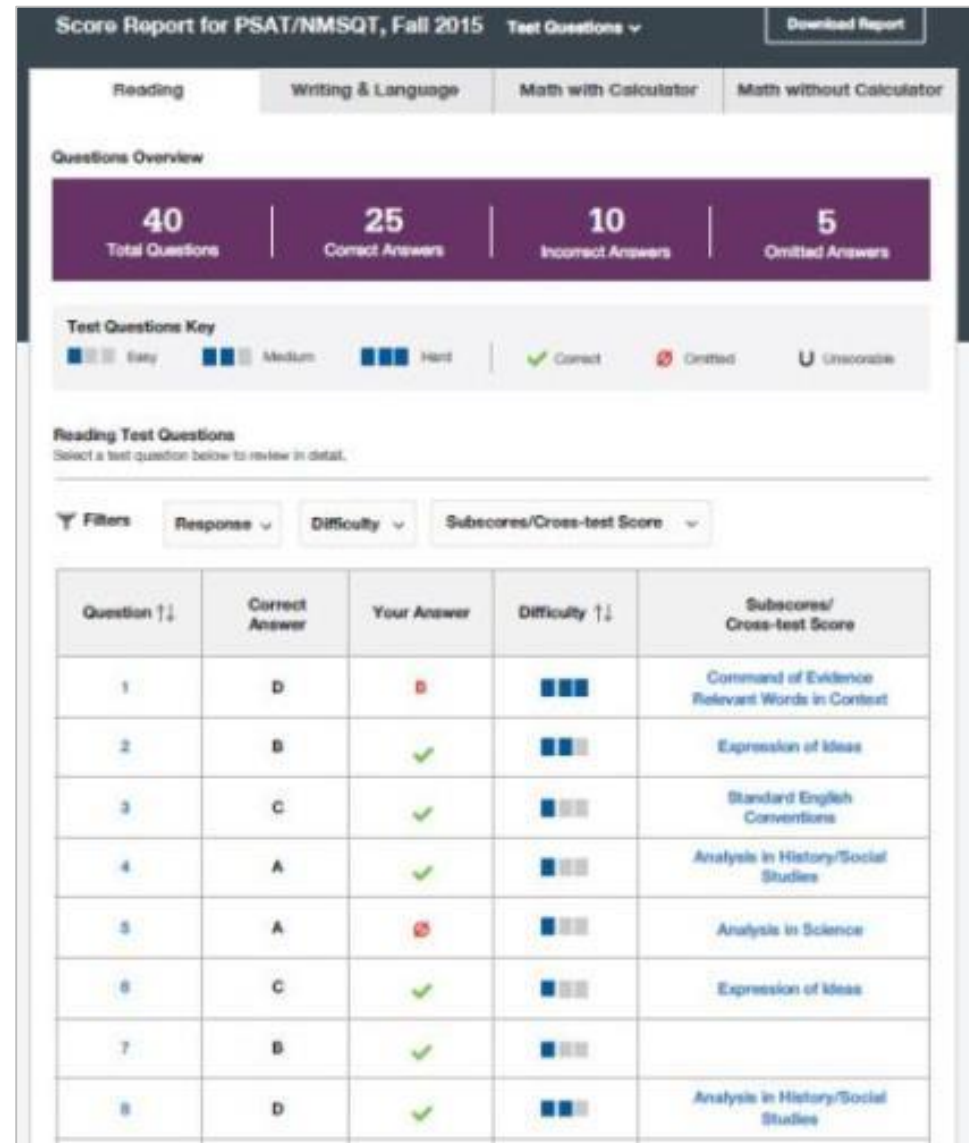 Score Report for PSAT/NMSQT, Fall 2015 Test Questions Download Report
Reading Writing & Language Math with Calculator Math without Calculator
Questions Overview
40 25 10 5
Total Questions Correct Answers Incorrect Answers Omitted Answers
Test Questions Key
Easy Medium Hard Correct Omitted U Unscorable
Reading Test Questions
Select a test question below to review in detail.
Filters Response Difficulty Subscores/Cross-test Score
Question ↑↓ Correct Answer Your Answer Difficulty ↑↓ Subscores/
Cross-test Score
1 D B Command of Evidence
Relevant Words in Context
2 B Expression of Ideas
3 C Standard English
Conventions
4 A Analysis in History/Social
Studies
5 A Analysis in Science
6 C Expression of Ideas
7 B
8 D Analysis in History/Social
Studies